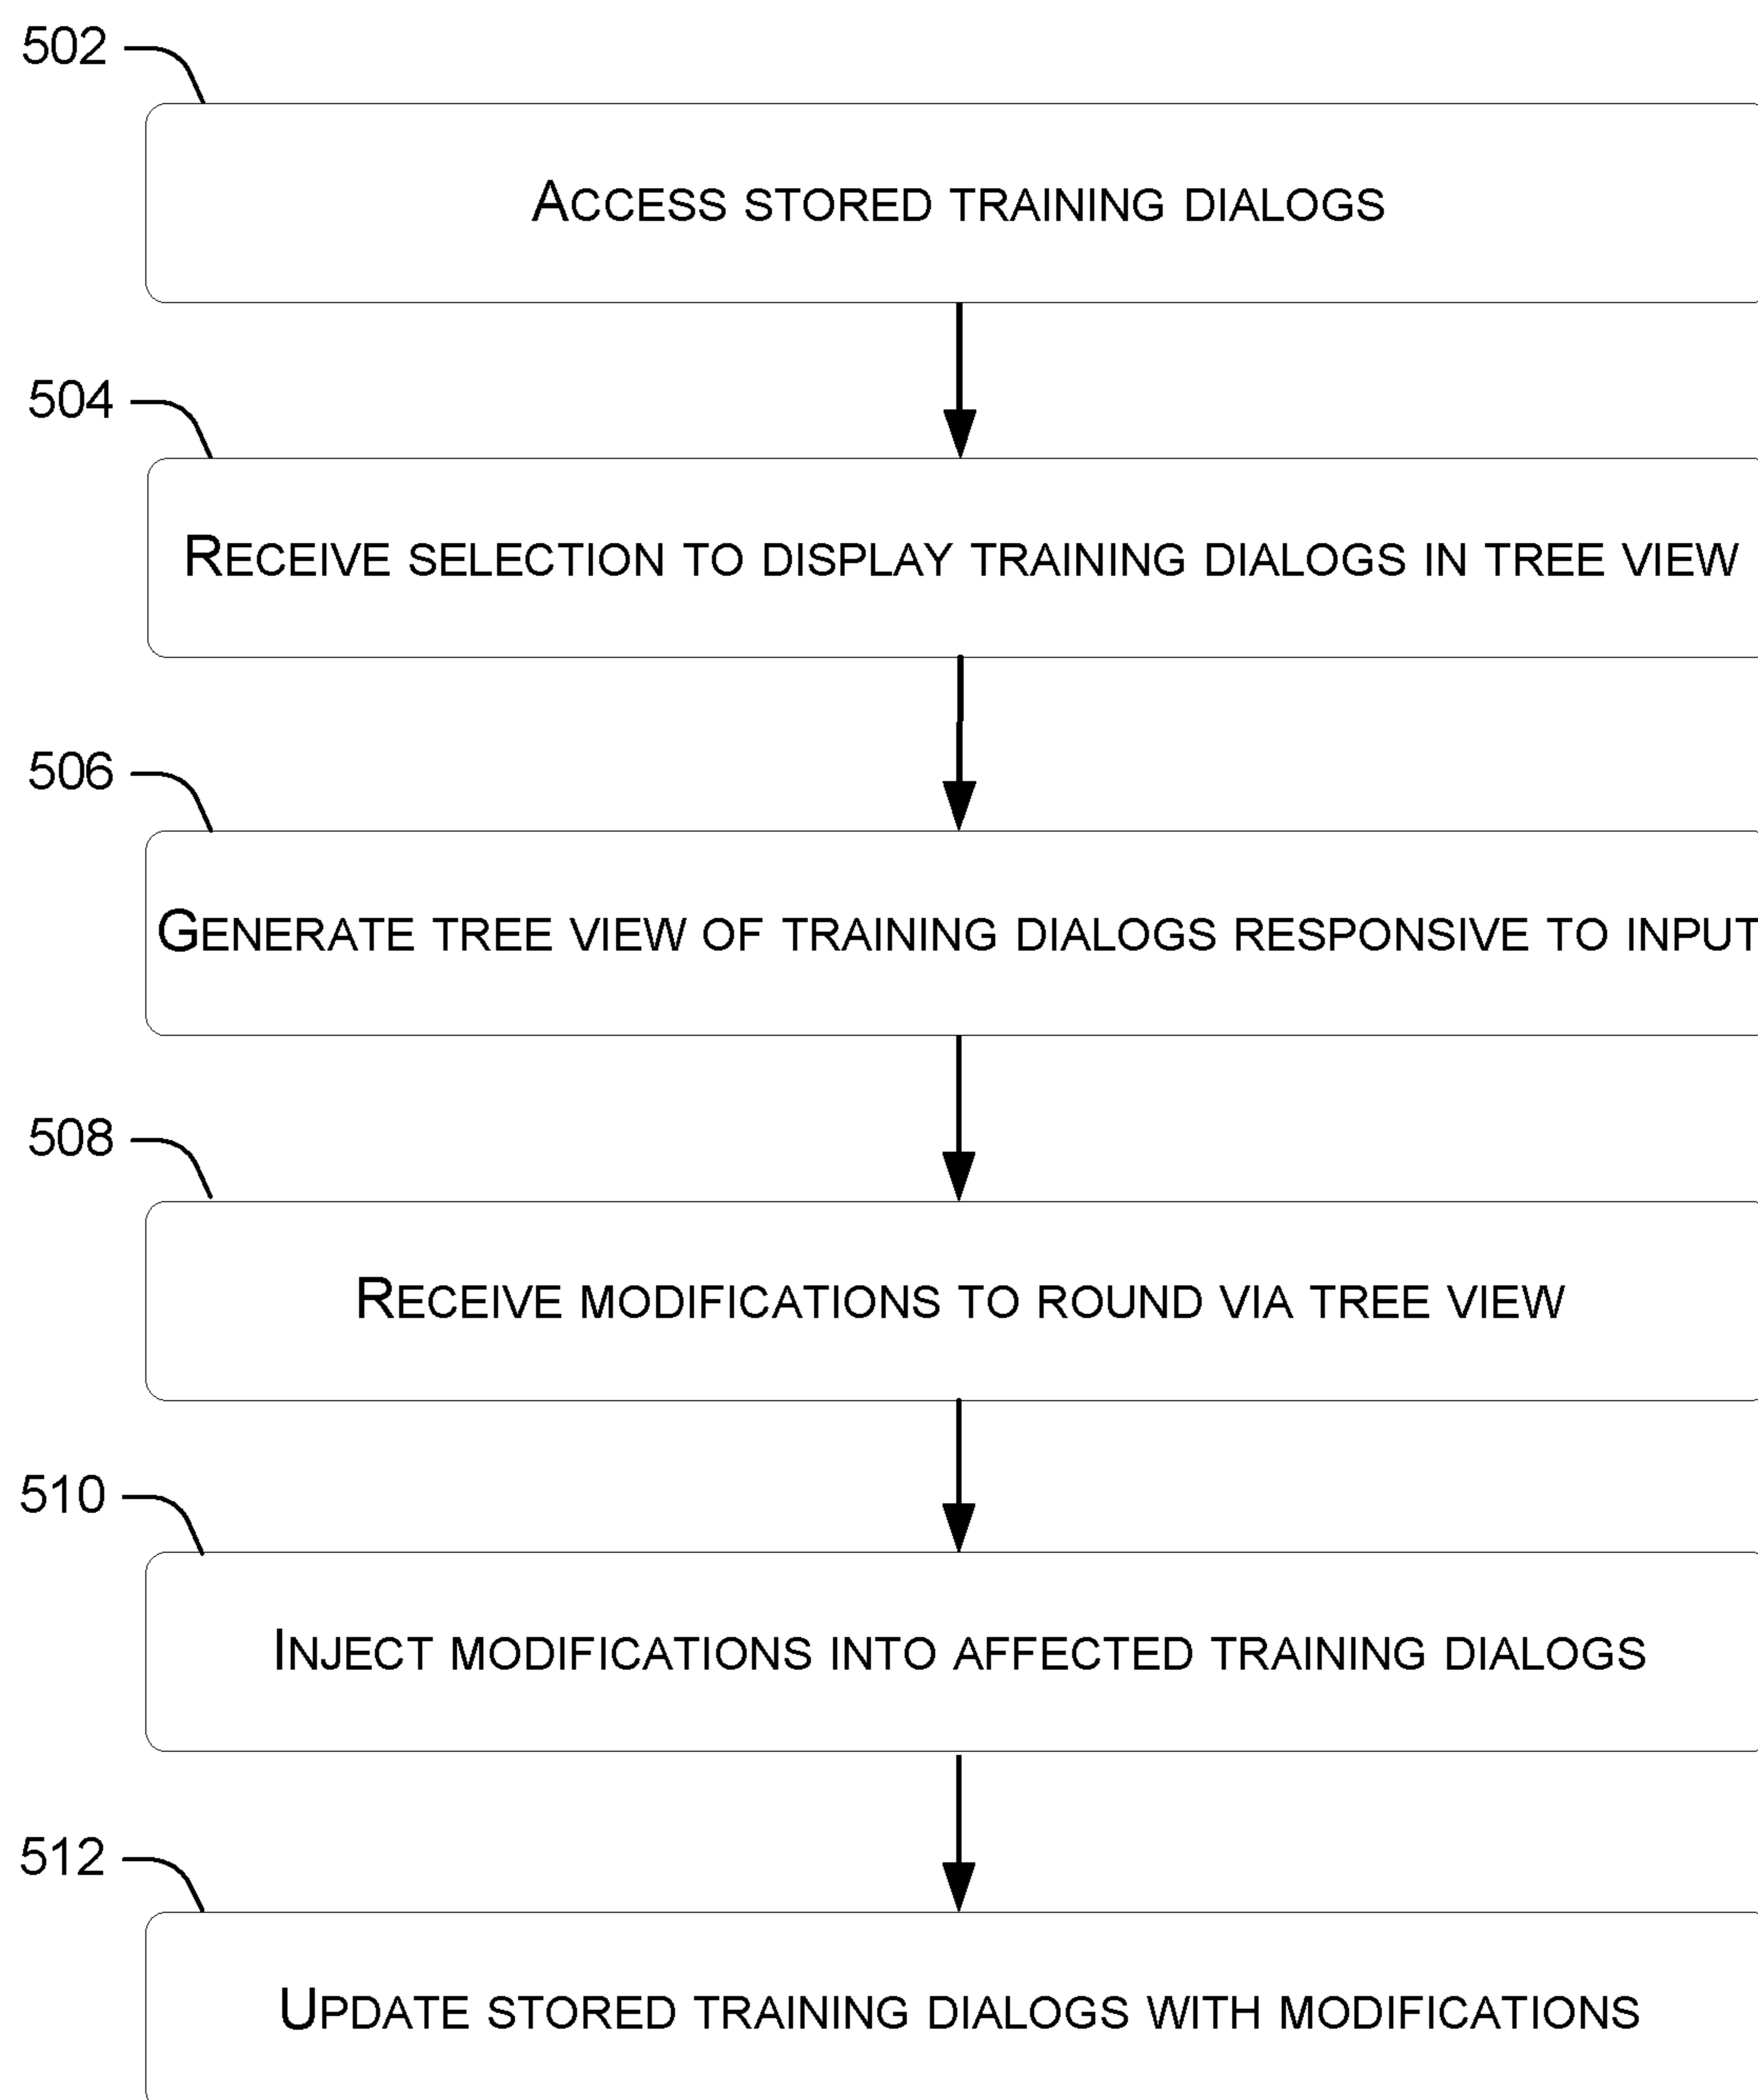 502
ACCESS STORED TRAINING DIALOGS
504
RECEIVE SELECTION TO DISPLAY TRAINING DIALOGS IN TREE VIEW
506
GENERATE TREE VIEW OF TRAINING DIALOGS RESPONSIVE TO INPUT
508
RECEIVE MODIFICATIONS TO ROUND VIA TREE VIEW
510
INJECT MODIFICATIONS INTO AFFECTED TRAINING DIALOGS
512
UPDATE STORED TRAINING DIALOGS WITH MODIFICATIONS